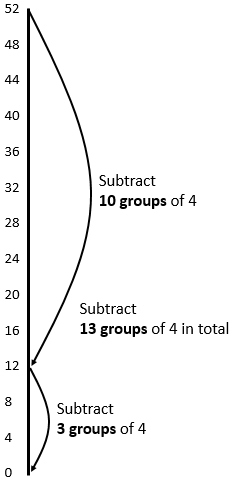 52
48
44
40
36
32
28
24
20
16
12
8
4
0
Subtract
10 groups of 4
Subtract
13 groups of 4 in total
Subtract
3 groups of 4